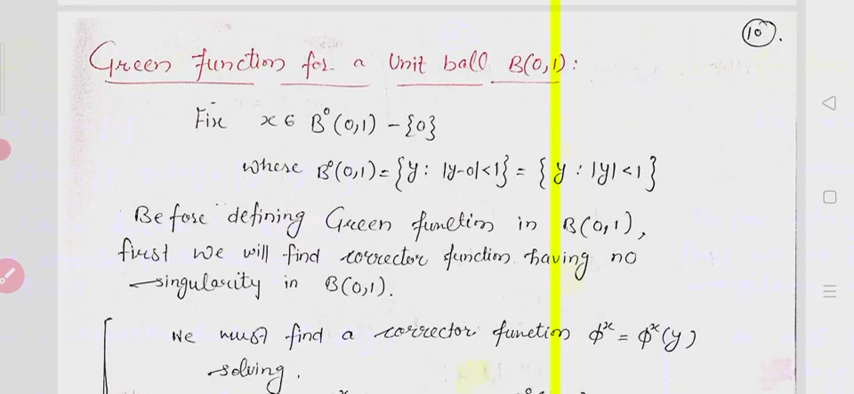 10.
Green function for a Unit ball B(0,1):
Fix x ∈ B°(0,1) - {0}
where B°(0,1) = {y : |y-0|<1} = {y : |y|<1}
Before defining Green function in B(0,1),
first we will find corrector function having no
singularity in B(0,1).
We must find a corrector function ϕˣ = ϕˣ(y)
solving.